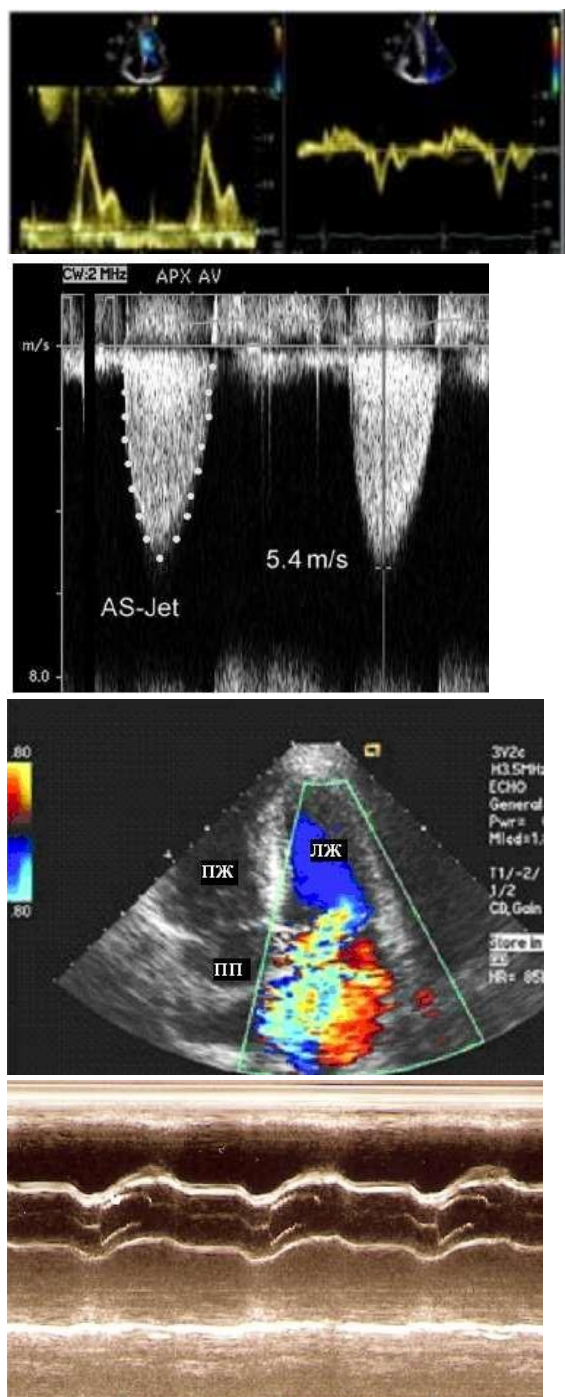 CW:2 MHz APX AV
m/s
5.4 m/s
AS-Jet
8.0
.80
.80
3V2c
H3.5MHz
ECHO
General
Pwr=
T1/-2/
1/2
CD Gain
Store in
HR= 85
ПЖ
ЛЖ
ПП